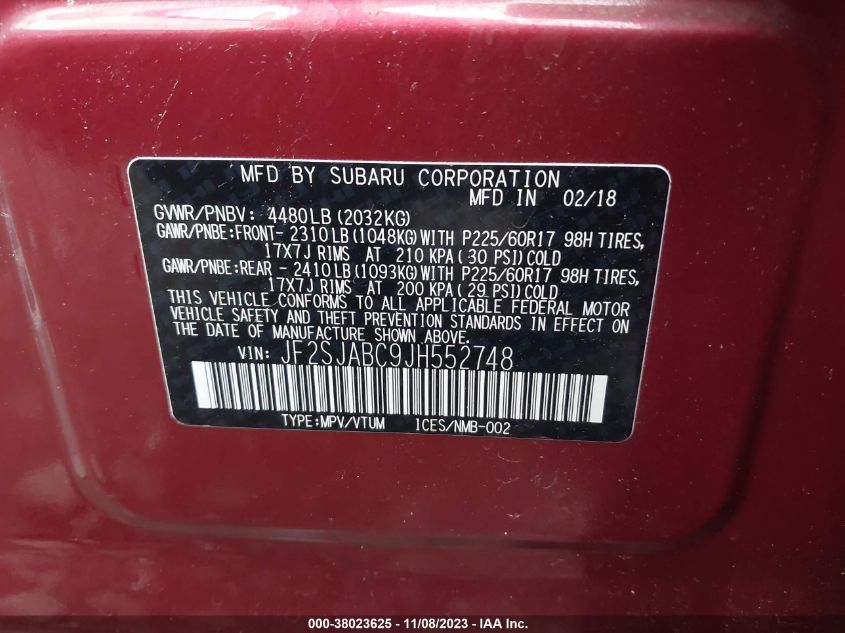 MFD BY SUBARU CORPORATION
MFD IN 02/18
GVWR/PNBV: 4480LB(2032KG)
GAWR/PNBE:FRONT- 2310LB(1048KG)WITH P225/60R17 98H TIRES,
17X7J RIMS AT 210 KPA( 30 PSI)COLD
GAWR/PNBE:REAR - 2410LB(1093KG)WITH P225/60R17 98H TIRES,
17X7J RIMS AT 200 KPA( 29 PSI)COLD
THIS VEHICLE CONFORMS TO ALL APPLICABLE FEDERAL MOTOR
VEHICLE SAFETY AND THEFT PREVENTION STANDARDS IN EFFECT ON
THE DATE OF MANUFACTURE SHOWN ABOVE.
VIN: JF2SJABC9JH552748
TYPE:MPV/VTUM ICES/NMB-002
000-38023625 - 11/08/2023 - IAA Inc.